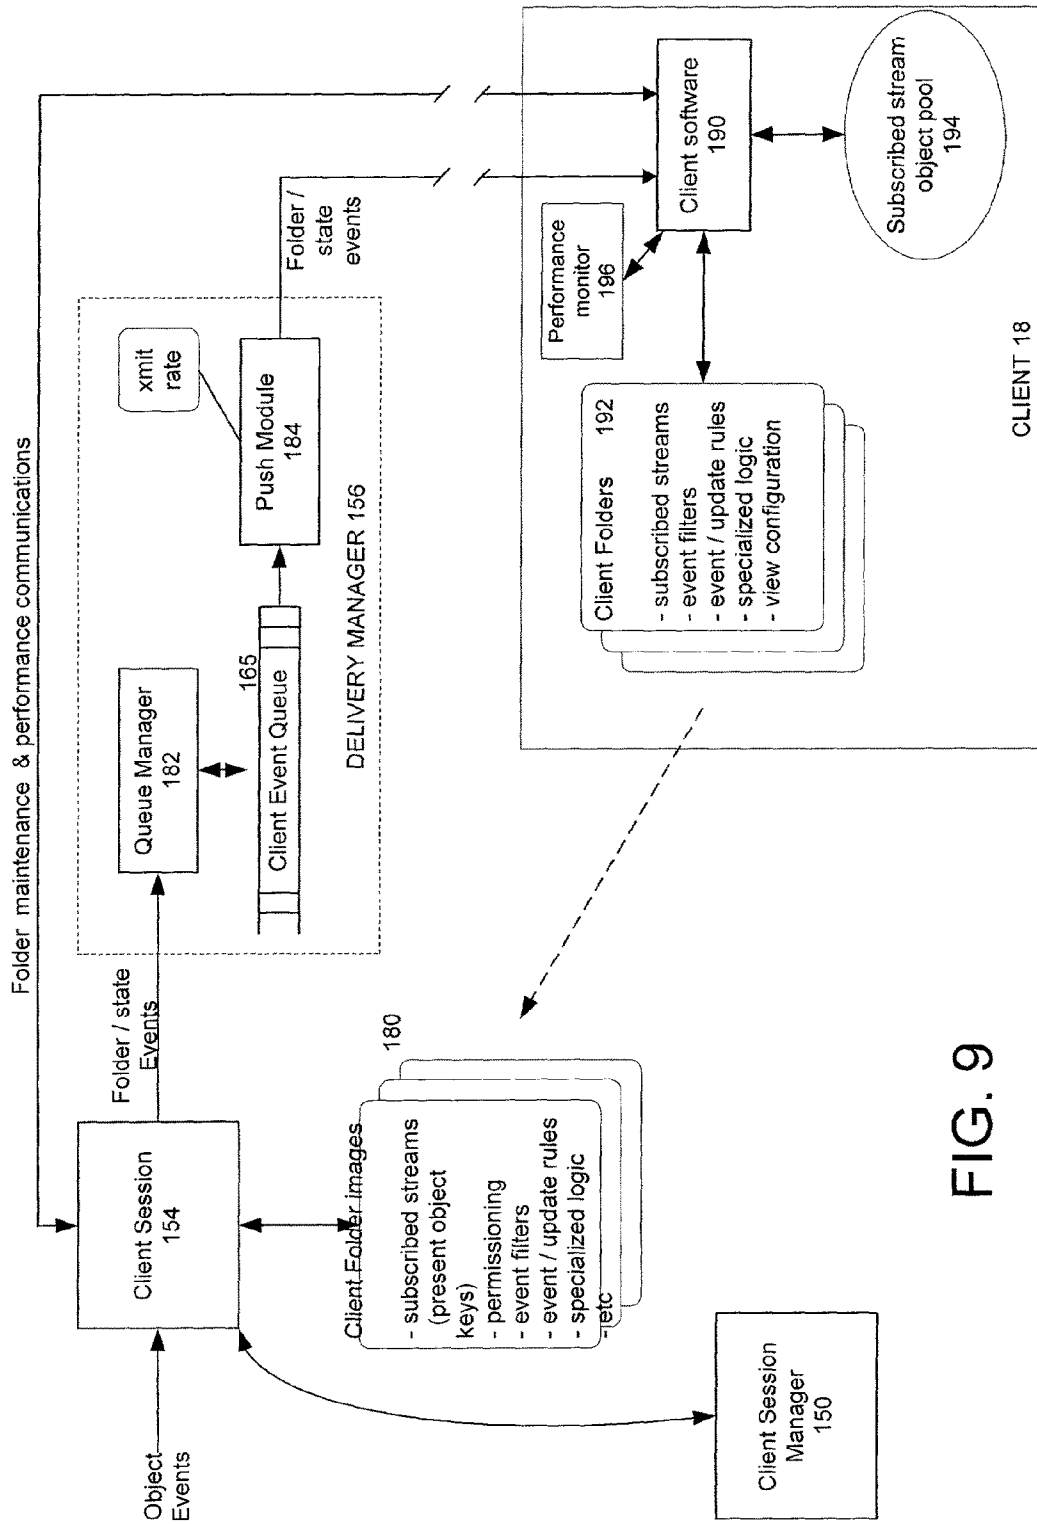 Folder maintenance & performance communications
Object
Events
Client Session
154
Folder / state
Events
Queue Manager
182
165
Client Event Queue
xmit
rate
Push Module
184
DELIVERY MANAGER 156
Folder /
state
events
Client Folder images
180
- subscribed streams
(present object
keys)
- permissioning
- event filters
- event / update rules
- specialized logic
- etc
Client Session
Manager
150
Client software
190
Performance
monitor
196
Subscribed stream
object pool
194
Client Folders 192
- subscribed streams
- event filters
- event / update rules
- specialized logic
- view configuration
CLIENT 18
FIG. 9